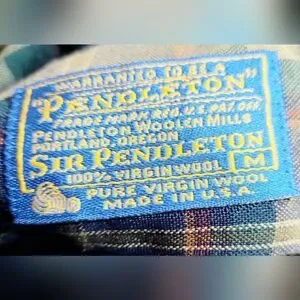 WARRANTED TO BE A
"PENDLETON"
TRADE MARK REG. U.S. PAT. OFF.
PENDLETON WOOLEN MILLS
PORTLAND, OREGON
SIR PENDLETON
100% VIRGIN WOOL M
PURE VIRGIN WOOL
MADE IN U.S.A.